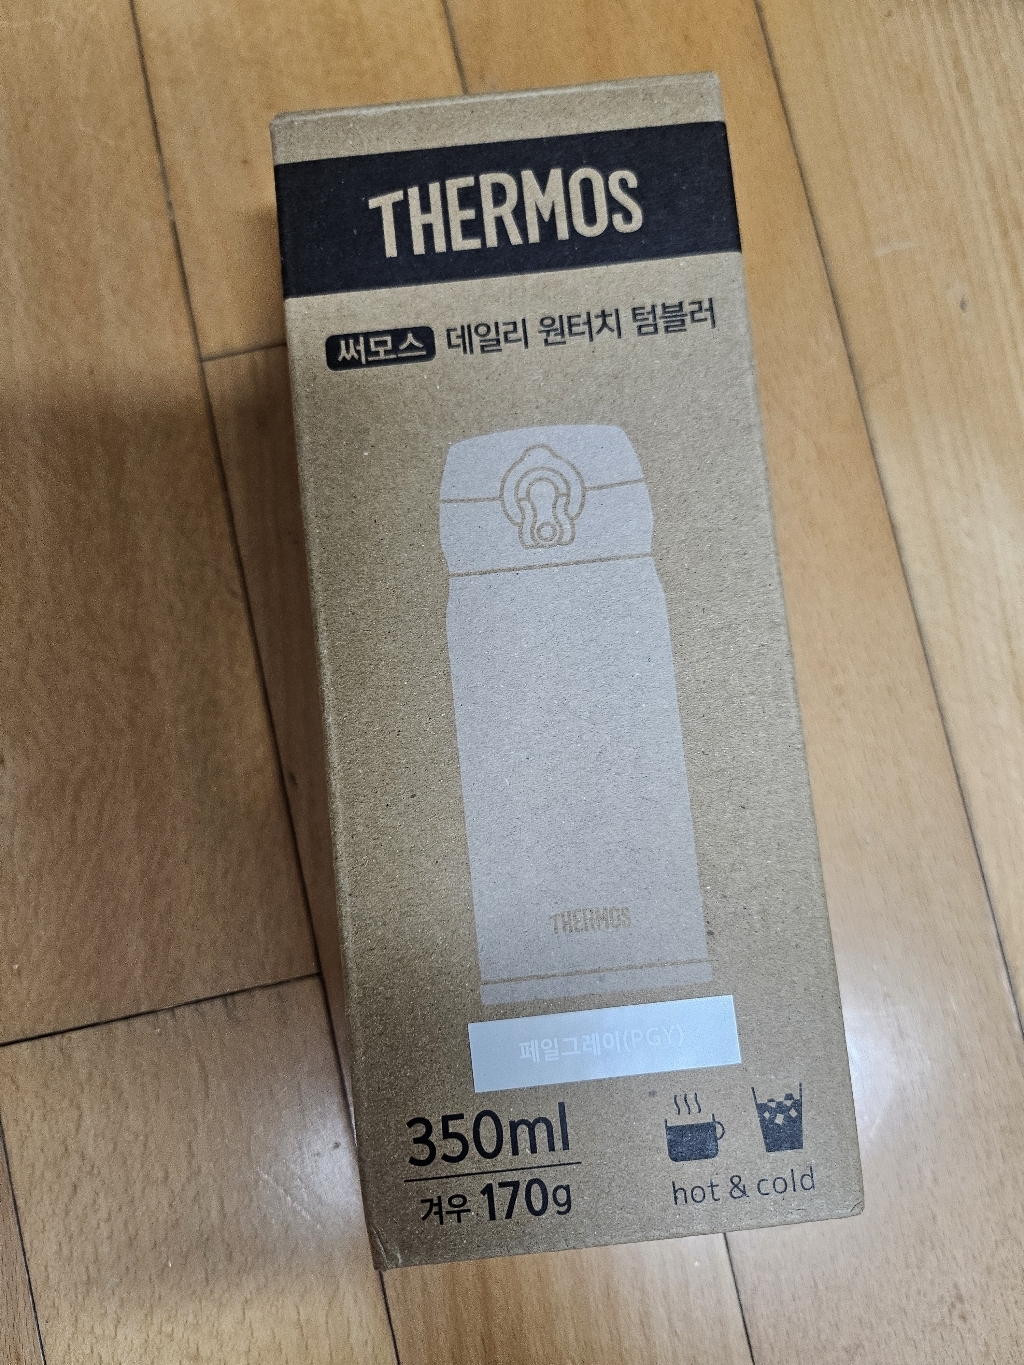 THERMOS
써모스 데일리 원터치 텀블러
THERMOS
페일그레이(PGY)
350ml
겨우 170g
hot & cold